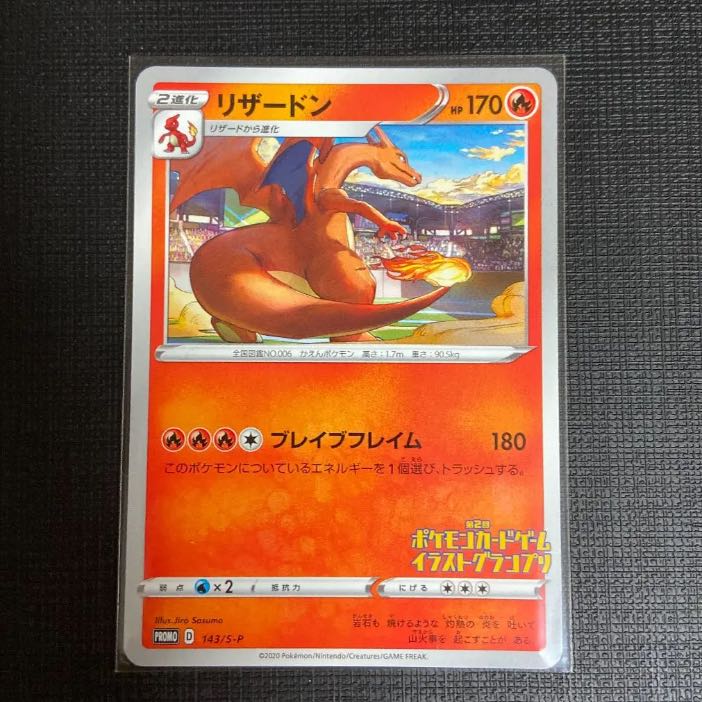 2進化
リザードン
HP 170
リザードから進化
全国図鑑NO.006 かえんポケモン 高さ:1.7m 重さ:90.5kg
ブレイブフレイム 180
このポケモンについているエネルギーを1個選び、トラッシュする。
第2回
ポケモンカードゲーム
イラストグランプリ
弱点 ×2 抵抗力 にげる
Illus. Jiro Sasumo
岩石も 焼けるような 灼熱の 炎を 吐いて
山火事を 起こすことが ある。
PROMO D 143/S-P
©2020 Pokémon/Nintendo/Creatures/GAME FREAK.